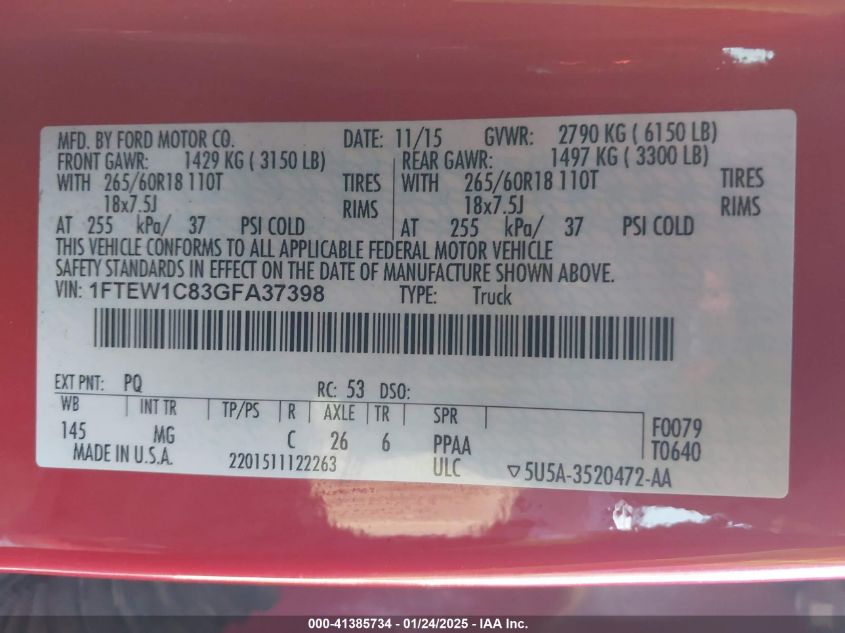 MFD. BY FORD MOTOR CO. DATE: 11/15 GVWR: 2790 KG ( 6150 LB)
FRONT GAWR: 1429 KG ( 3150 LB) REAR GAWR: 1497 KG ( 3300 LB)
WITH 265/60R18 110T TIRES WITH 265/60R18 110T TIRES
18x7.5J RIMS 18x7.5J RIMS
AT 255 kPa/ 37 PSI COLD AT 255 kPa/ 37 PSI COLD
THIS VEHICLE CONFORMS TO ALL APPLICABLE FEDERAL MOTOR VEHICLE
SAFETY STANDARDS IN EFFECT ON THE DATE OF MANUFACTURE SHOWN ABOVE.
VIN: 1FTEW1C83GFA37398 TYPE: Truck
EXT PNT: PQ RC: 53 DSO:
WB INT TR TP/PS R AXLE TR SPR
145 MG C 26 6 PPAA F0079
MADE IN U.S.A. 2201511122263 ULC T0640
▽5U5A-3520472-AA
000-41385734 - 01/24/2025 - IAA Inc.